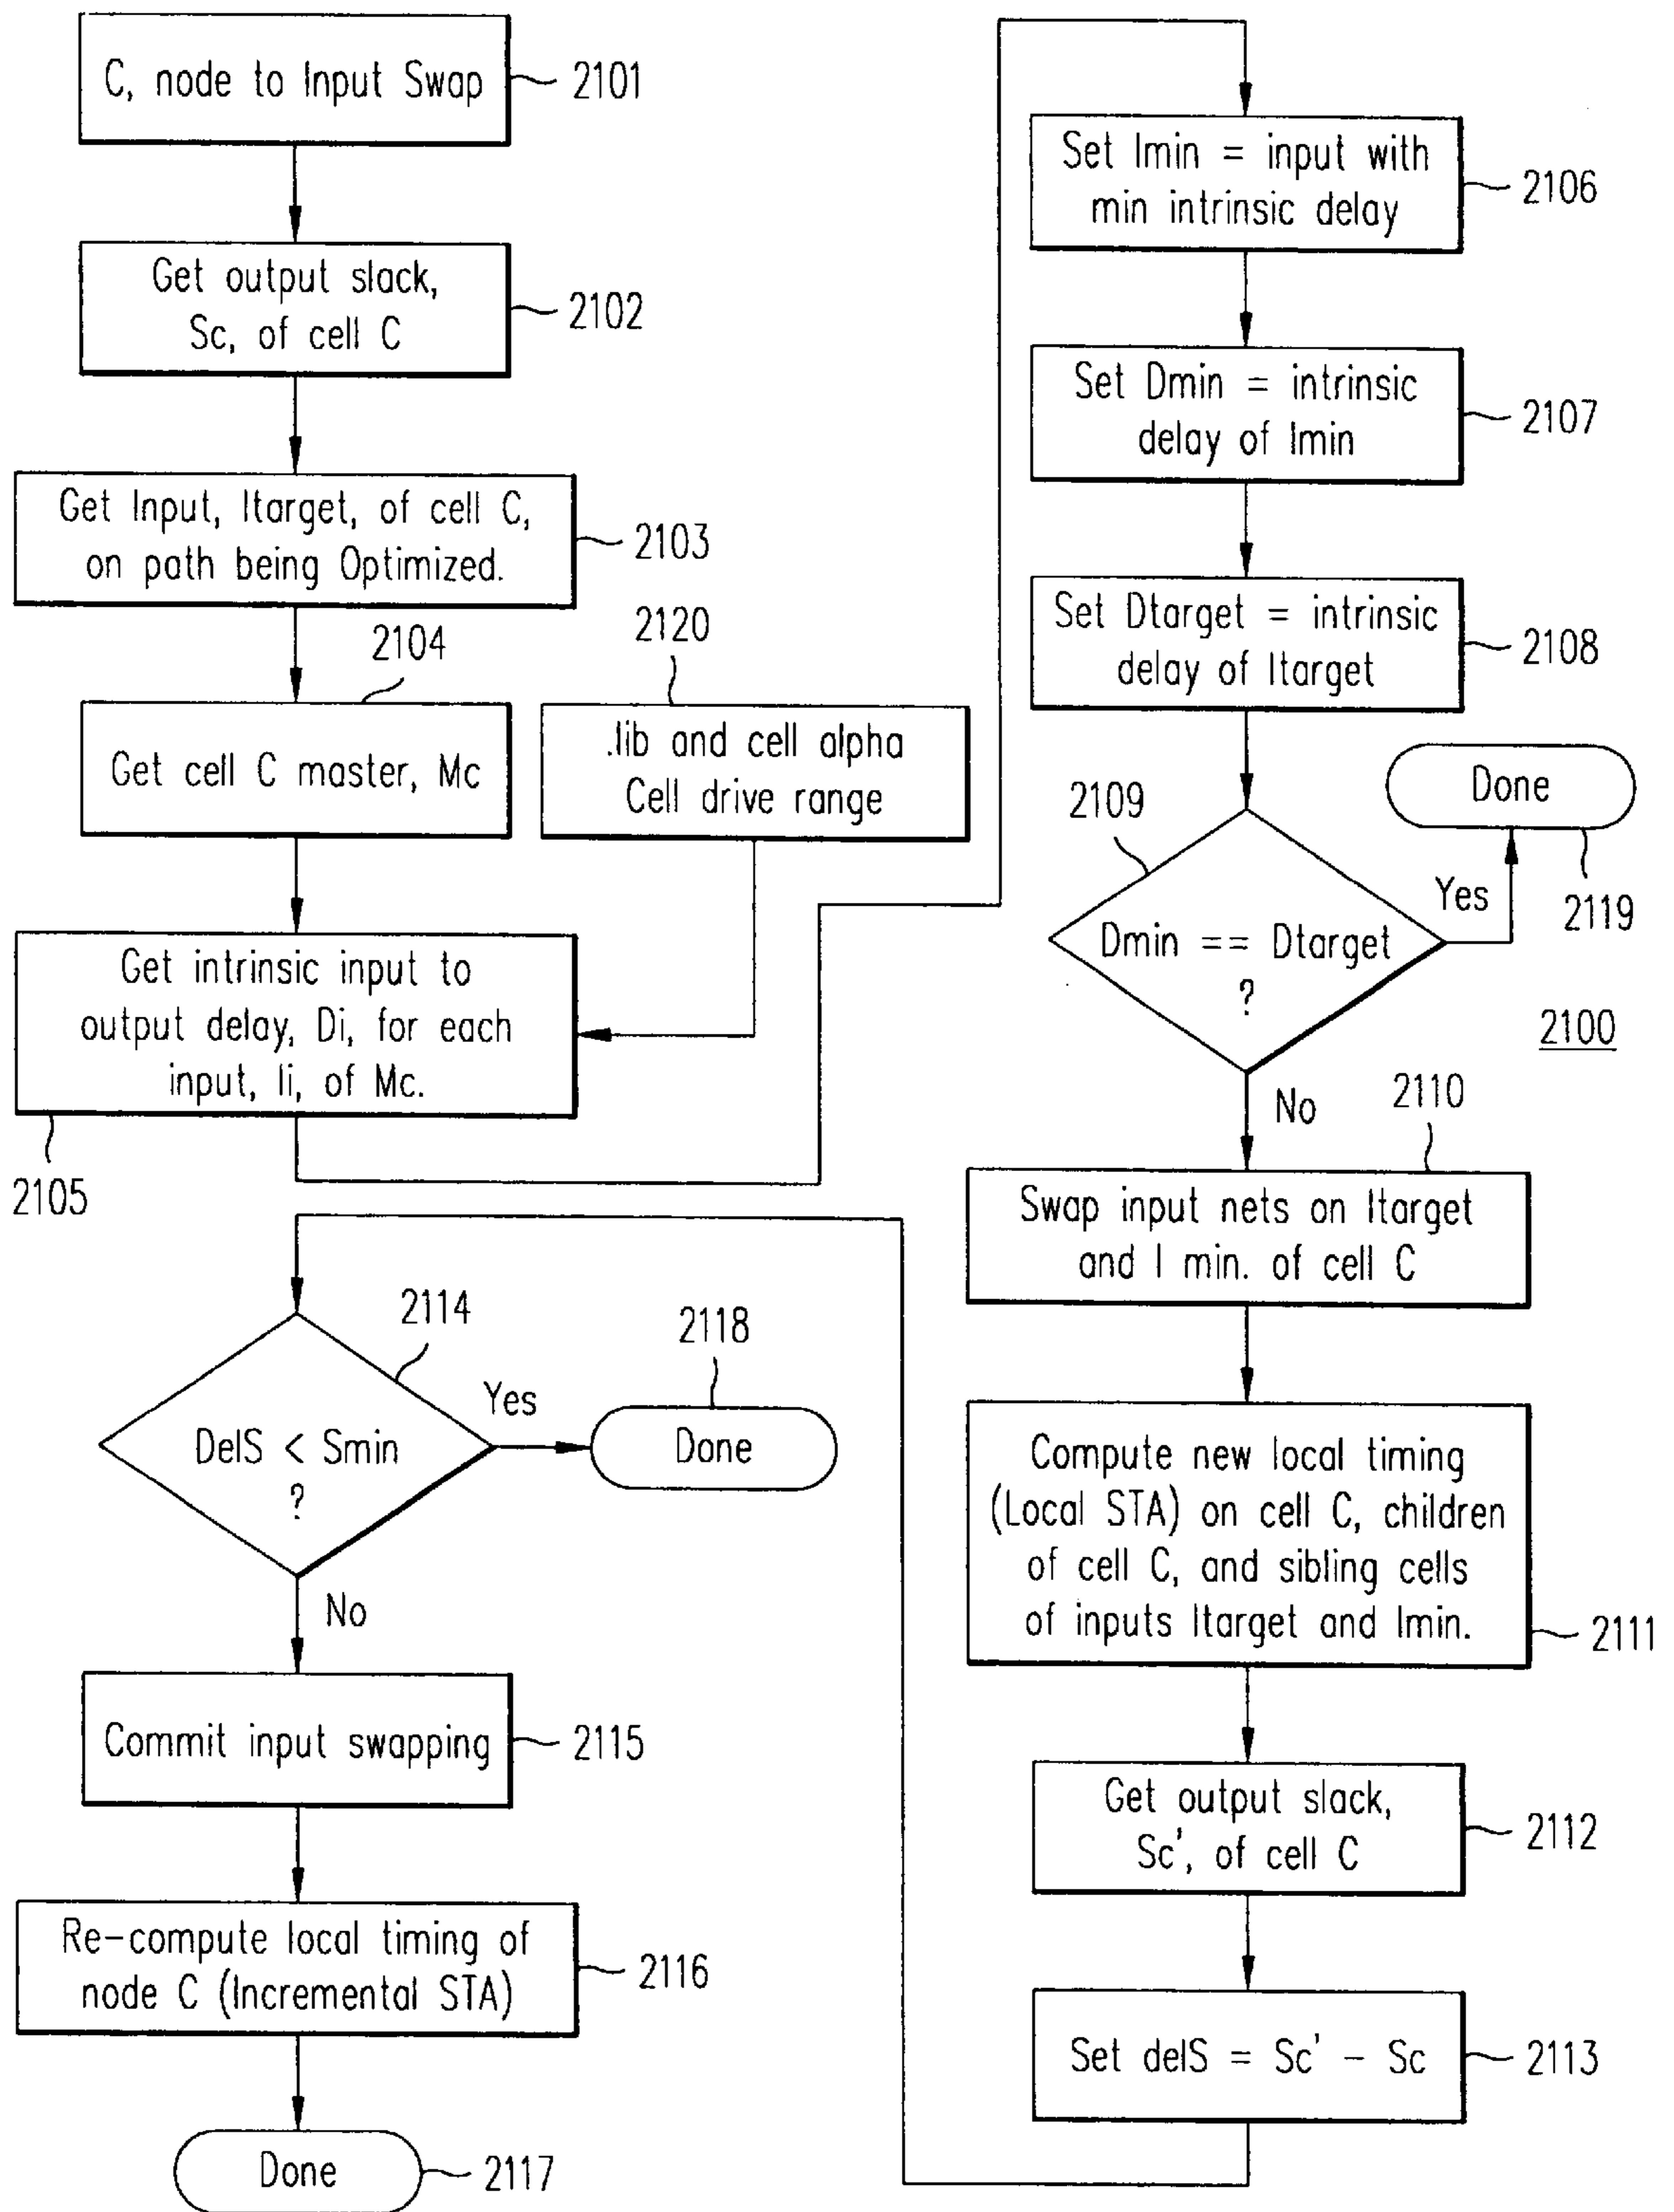 C, node to Input Swap
2101
Get output slack,
Sc, of cell C
2102
Get Input, Itarget, of cell C,
on path being Optimized.
2103
2104
Get cell C master, Mc
2120
.lib and cell alpha
Cell drive range
Get intrinsic input to
output delay, Di, for each
input, Ii, of Mc.
2105
Set Imin = input with
min intrinsic delay
2106
Set Dmin = intrinsic
delay of Imin
2107
Set Dtarget = intrinsic
delay of Itarget
2108
2109
Dmin == Dtarget
?
Yes
Done
2119
2100
No
2110
Swap input nets on Itarget
and I min. of cell C
Compute new local timing
(Local STA) on cell C, children
of cell C, and sibling cells
of inputs Itarget and Imin.
2111
Get output slack,
Sc', of cell C
2112
Set delS = Sc' - Sc
2113
2114
DelS < Smin
?
Yes
2118
Done
No
Commit input swapping
2115
Re-compute local timing of
node C (Incremental STA)
2116
Done
2117